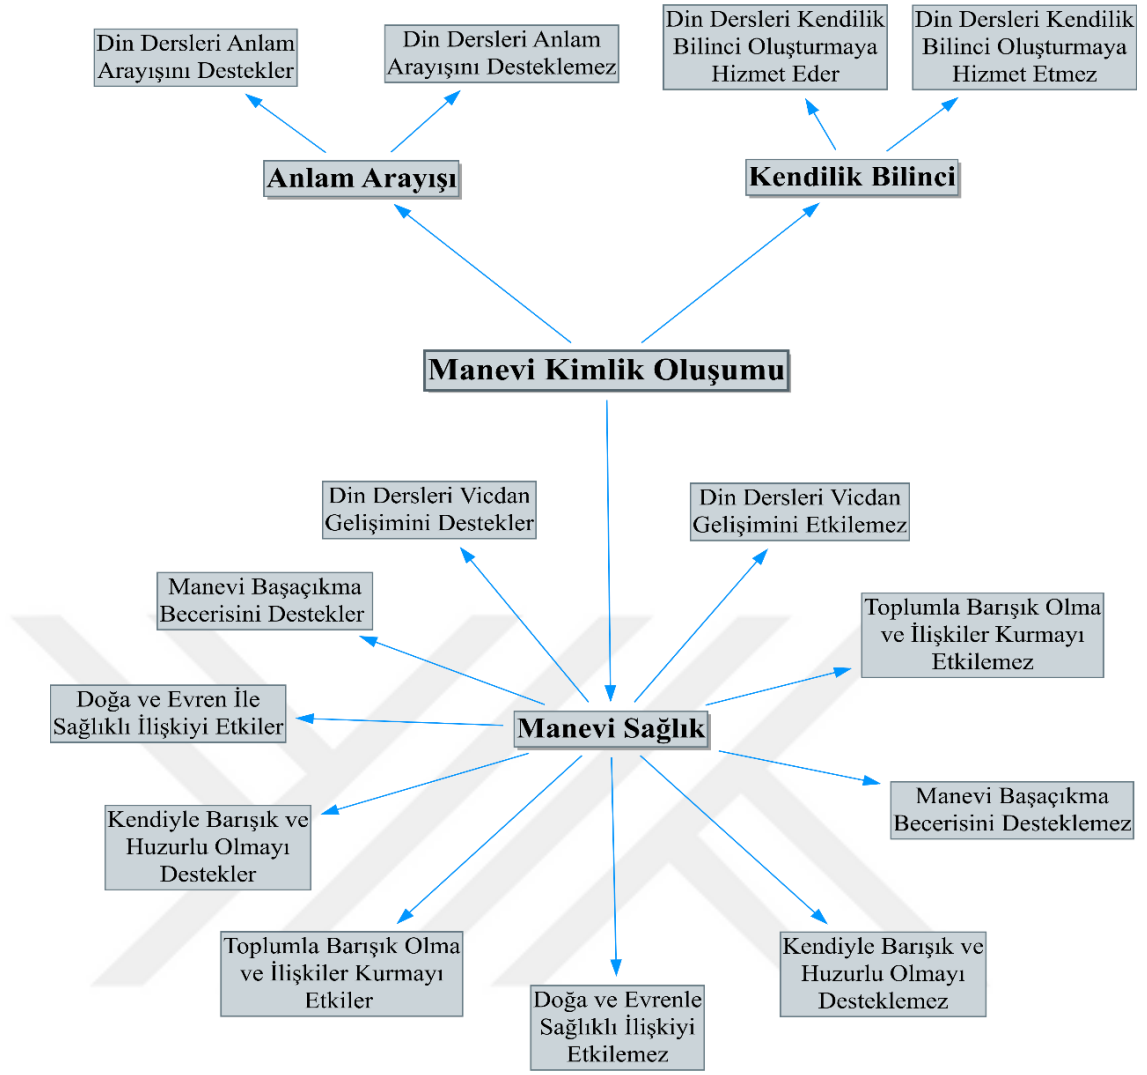 Din Dersleri Anlam
Arayışını Destekler
Din Dersleri Anlam
Arayışını Desteklemez
Din Dersleri Kendilik
Bilinci Oluşturmaya
Hizmet Eder
Din Dersleri Kendilik
Bilinci Oluşturmaya
Hizmet Etmez
Anlam Arayışı
Kendilik Bilinci
Manevi Kimlik Oluşumu
Din Dersleri Vicdan
Gelişimini Destekler
Din Dersleri Vicdan
Gelişimini Etkilemez
Manevi Başaçıkma
Becerisini Destekler
Toplumla Barışık Olma
ve İlişkiler Kurmayı
Etkilemez
Doğa ve Evren İle
Sağlıklı İlişkiyi Etkiler
Manevi Sağlık
Manevi Başaçıkma
Becerisini Desteklemez
Kendiyle Barışık ve
Huzurlu Olmayı
Destekler
Toplumla Barışık Olma
ve İlişkiler Kurmayı
Etkiler
Kendiyle Barışık ve
Huzurlu Olmayı
Desteklemez
Doğa ve Evrenle
Sağlıklı İlişkiyi
Etkilemez